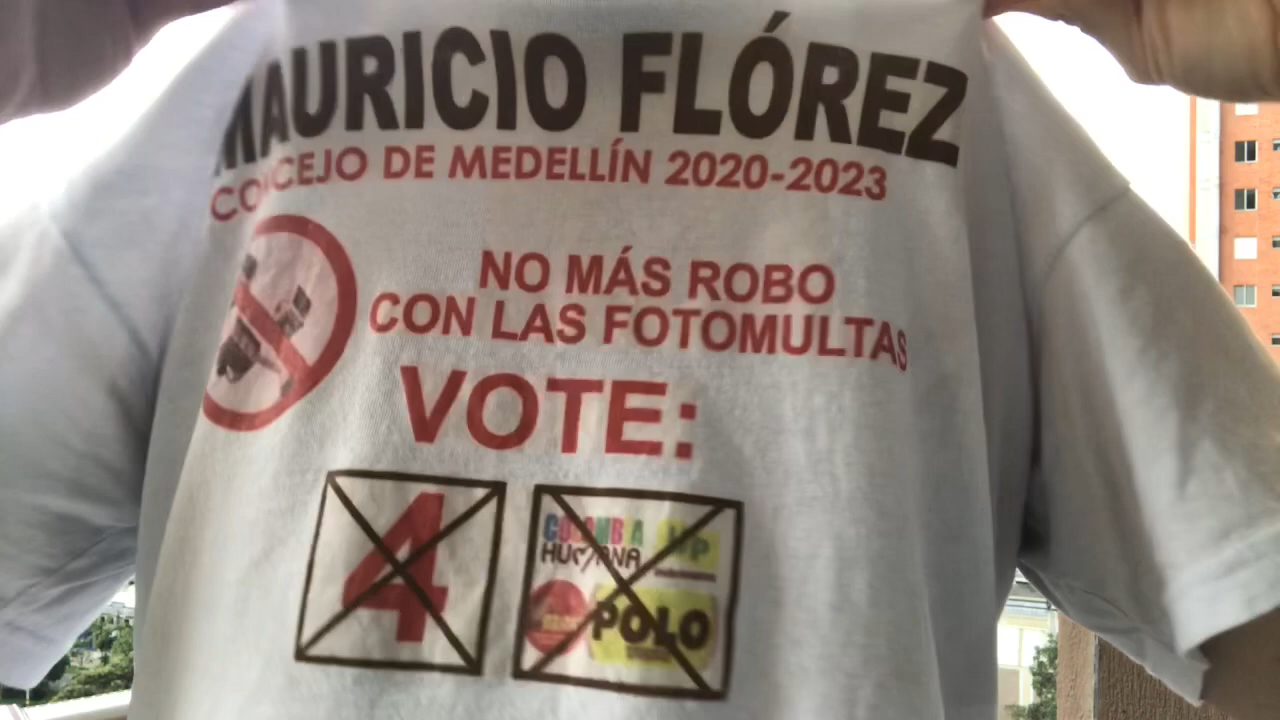 MAURICIO FLÓREZ
CONCEJO DE MEDELLÍN 2020-2023
NO MÁS ROBO
CON LAS FOTOMULTAS
VOTE:
4
COLOMBIA
HUMANA
UP
POLO